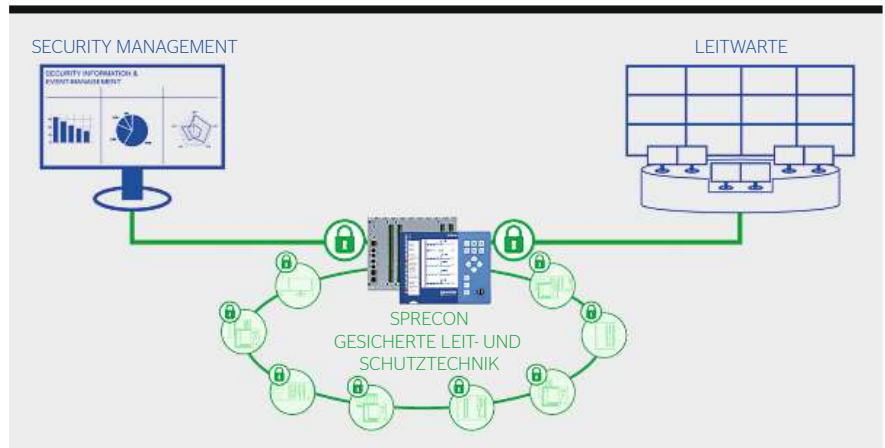 SECURITY MANAGEMENT
LEITWARTE
SECURITY INFORMATION &
EVENT-MANAGEMENT
SPRECON
GESICHERTE LEIT- UND
SCHUTZTECHNIK